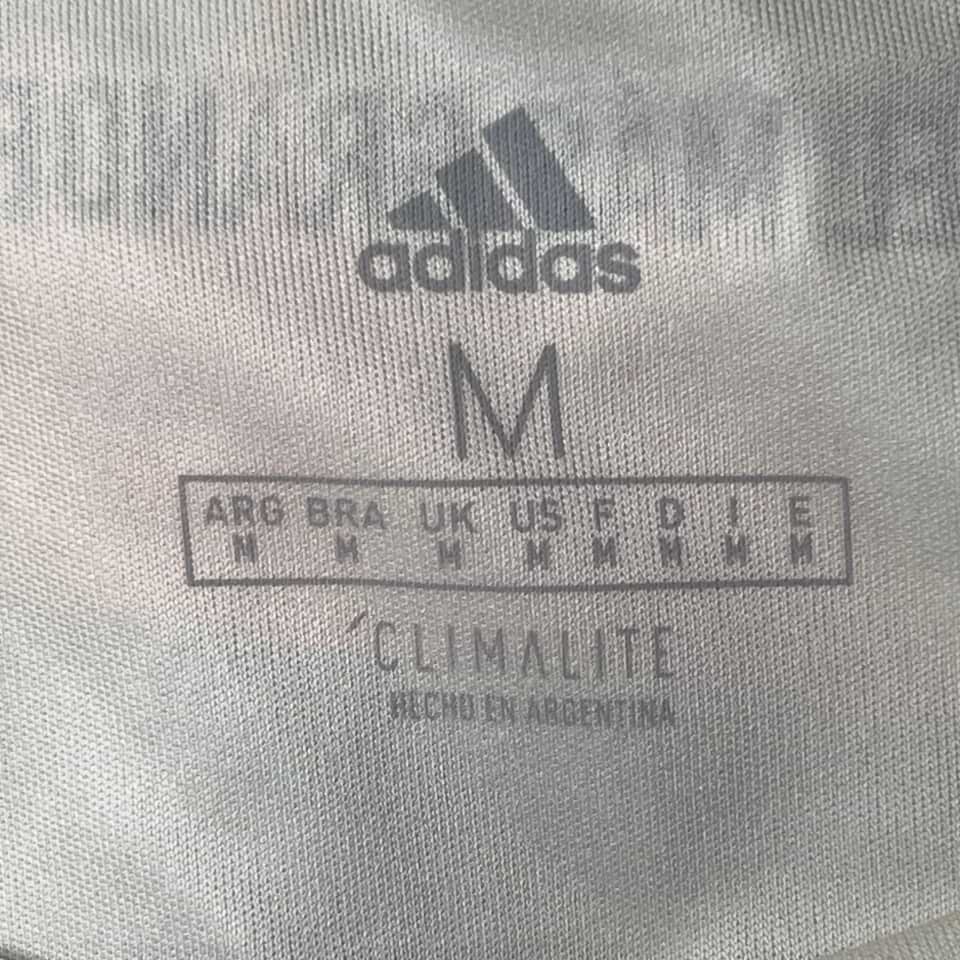 adidas
M
ARG BRA UK US F D I E
M M M M M M M M
CLIMALITE
HECHO EN ARGENTINA